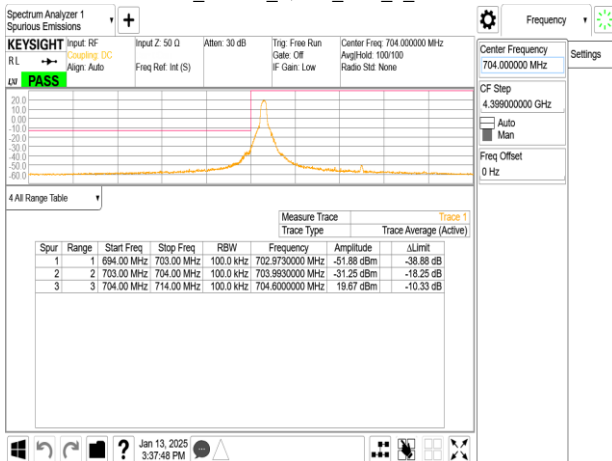 Spectrum Analyzer 1
Spurious Emissions
Frequency
KEYSIGHT Input: RF Input Z: 50 Ω Atten: 30 dB Trig: Free Run Center Freq: 704.000000 MHz
Coupling: DC Gate: Off Avg|Hold: 100/100
RL Align: Auto Freq Ref: Int (S) IF Gain: Low Radio Std: None
LXI PASS
Center Frequency
704.000000 MHz
Settings
CF Step
4.399000000 GHz
Auto
Man
Freq Offset
0 Hz
20.0
10.0
0.00
-10.0
-20.0
-30.0
-40.0
-50.0
-60.0
4 All Range Table
Measure Trace Trace 1
Trace Type Trace Average (Active)
Spur Range Start Freq Stop Freq RBW Frequency Amplitude ΔLimit
1 1 694.00 MHz 703.00 MHz 100.0 kHz 702.9730000 MHz -51.88 dBm -38.88 dB
2 2 703.00 MHz 704.00 MHz 100.0 kHz 703.9930000 MHz -31.25 dBm -18.25 dB
3 3 704.00 MHz 714.00 MHz 100.0 kHz 704.6000000 MHz 19.67 dBm -10.33 dB
? Jan 13, 2025
3:37:48 PM